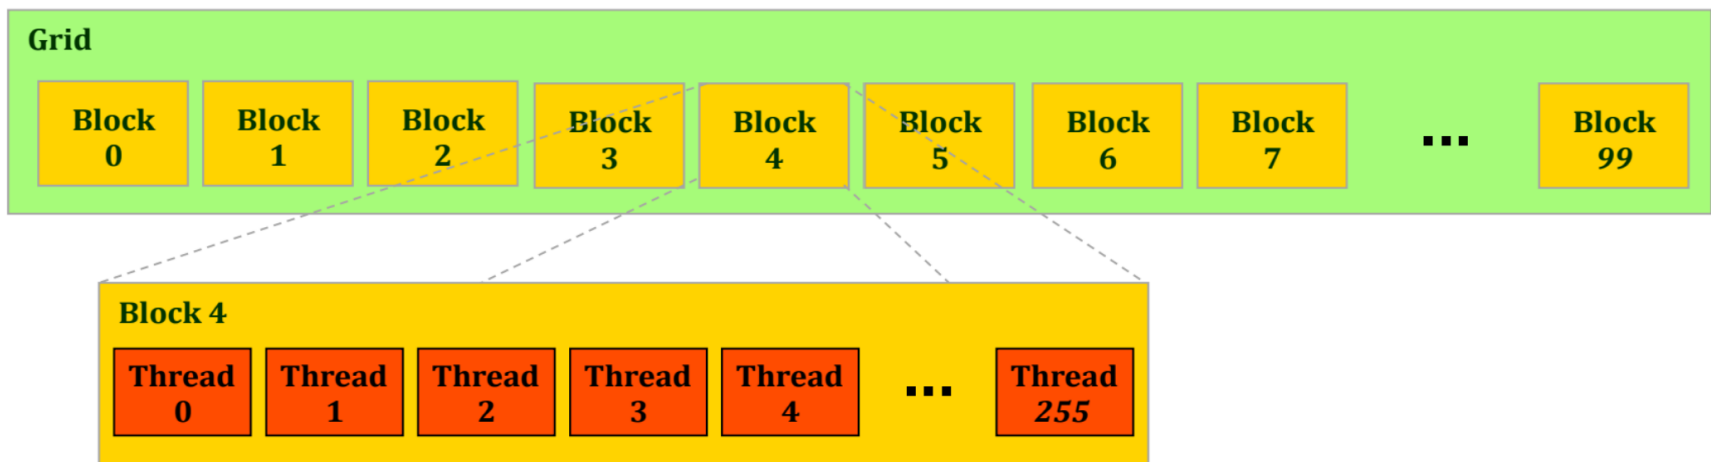 Grid
Block
0
Block
1
Block
2
Block
3
Block
4
Block
5
Block
6
Block
7
...
Block
99
Block 4
Thread
0
Thread
1
Thread
2
Thread
3
Thread
4
...
Thread
255